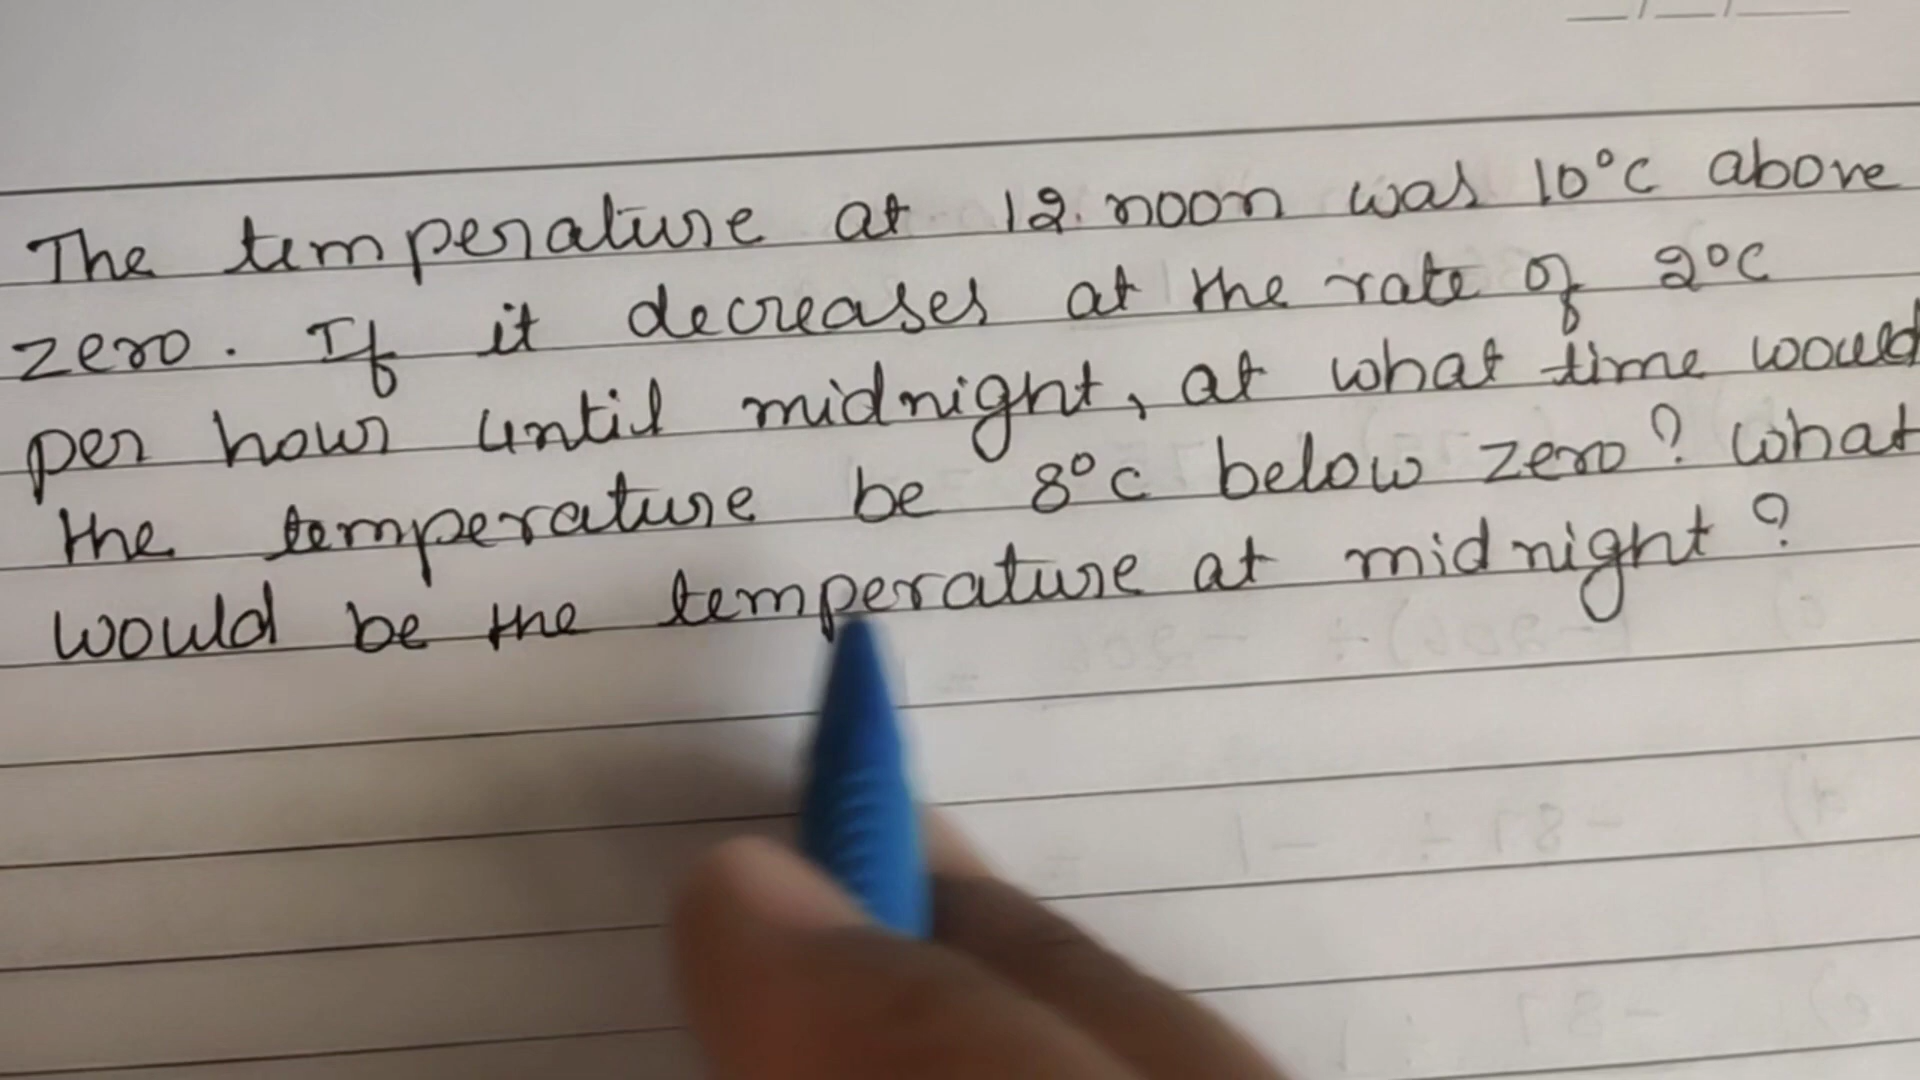 The temperature at 12 noon was 10°C above
zero. If it decreases at the rate of 2°C
per hour until midnight, at what time would
the temperature be 8°C below zero? What
would be the temperature at midnight?